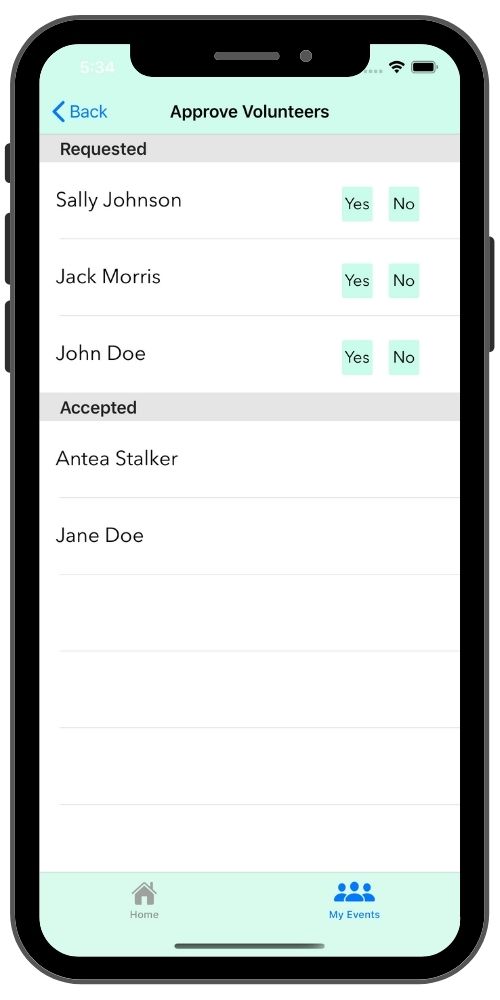 5:34
Back
Approve Volunteers
Requested
Sally Johnson Yes No
Jack Morris Yes No
John Doe Yes No
Accepted
Antea Stalker
Jane Doe
Home
My Events